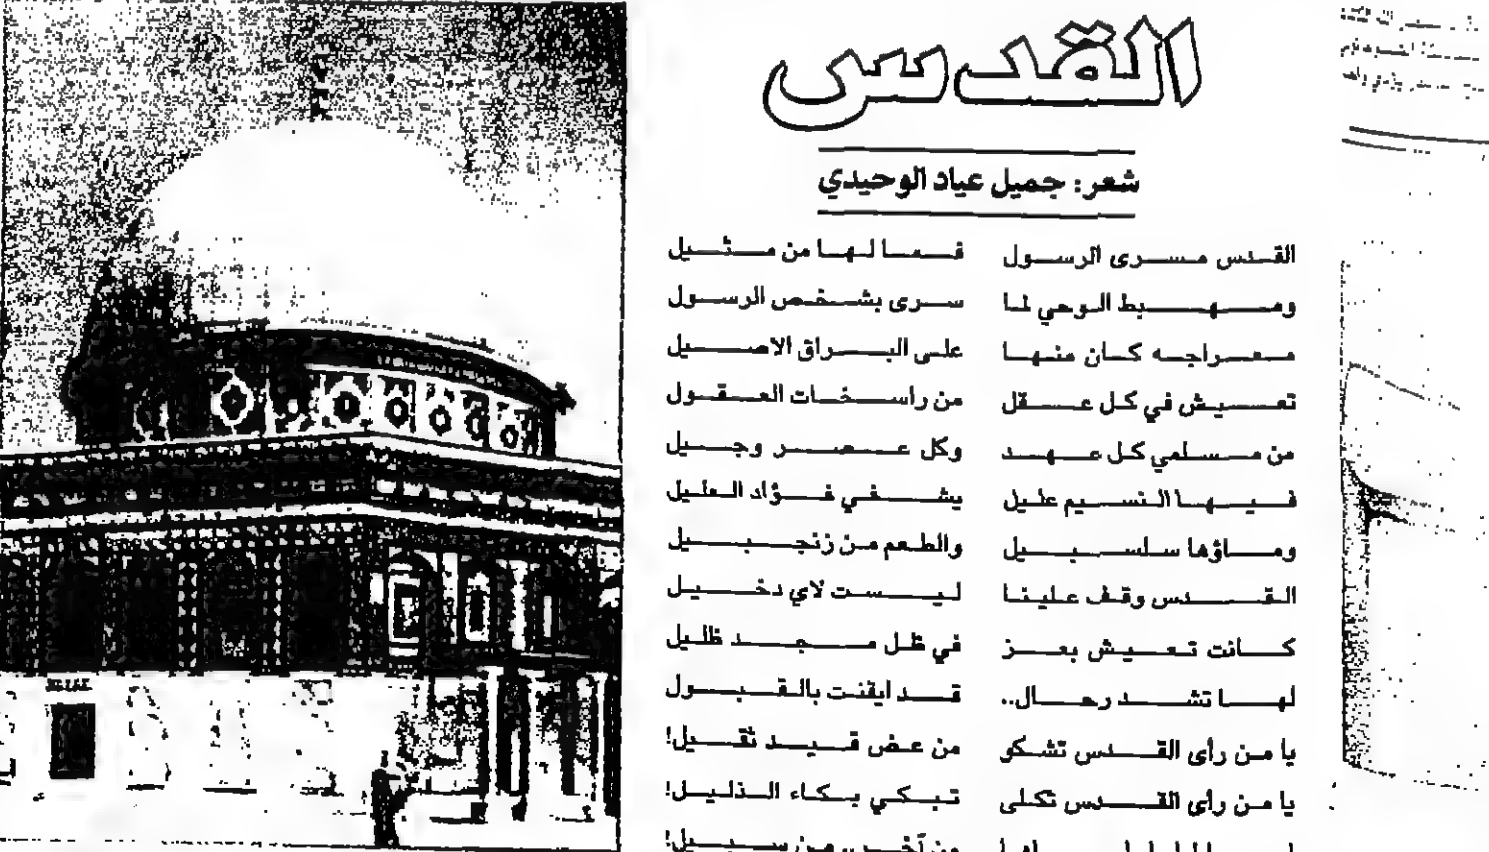 القدس
شعر: جميل عياد الوحيدي
القدس مسرى الرسول فما لها من مثيل
ومهبط الوحي لما سرى بشخص الرسول
معراجه كان منها على البراق الاصيل
تعيش في كل عقل من راسخات العقول
من مسلمي كل عهد وكل عصر وجيل
فيها النسيم عليل يشفي فؤاد العليل
وماؤها سلسبيل والطعم من زنجبيل
القدس وقف علينا ليست لاي دخيل
كانت تعيش بعز في ظل مجد ظليل
لها تشد رحال.. قد ايقنت بالقبول
يا من رأى القدس تشكو من عض قيد ثقيل!
يا من رأى القدس ثكلى تبكي بكاء الذليل!